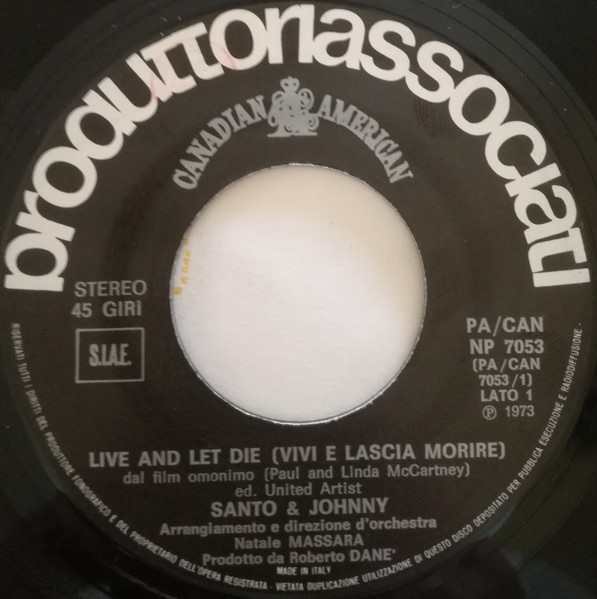 produttoriassociati
CANADIAN AMERICAN
STEREO
45 GIRI
S.I.A.E.
PA/CAN
NP 7053
(PA/CAN
7053/1)
LATO 1
℗ 1973
LIVE AND LET DIE (VIVI E LASCIA MORIRE)
dal film omonimo (Paul and Linda McCartney)
ed. United Artist
SANTO & JOHNNY
Arrangiamento e direzione d'orchestra
Natale MASSARA
Prodotto da Roberto DANE'
MADE IN ITALY
RISERVATI TUTTI I DIRITTI DEL PRODUTTORE FONOGRAFICO E DEL PROPRIETARIO DELL'OPERA REGISTRATA - VIETATA DUPLICAZIONE UTILIZZAZIONE DI QUESTO DISCO DEPOSITATO PER PUBBLICA ESECUZIONE E RADIODIFFUSIONE -